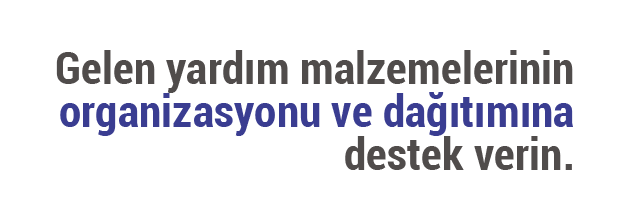 Gelen yardım malzemelerinin
organizasyonu ve dağıtımına
destek verin.